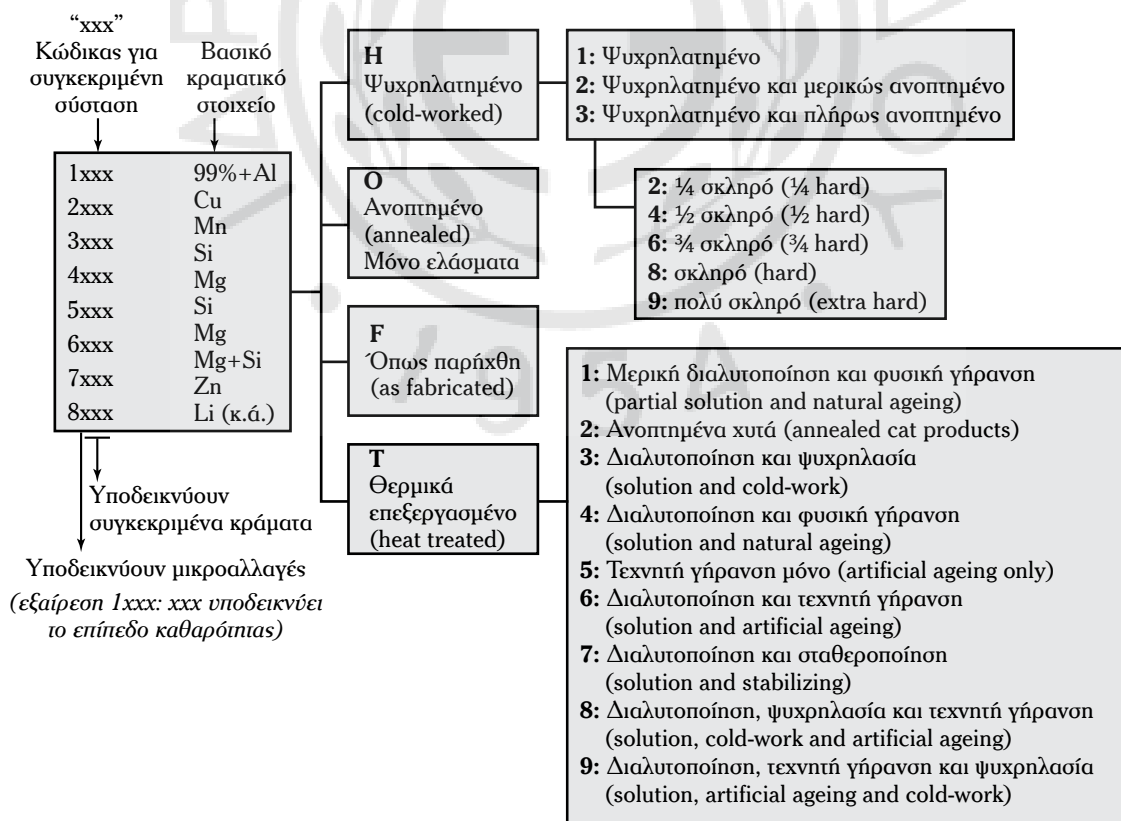 “xxx”
Κώδικας για
συγκεκριμένη
σύσταση
Βασικό
κραματικό
στοιχείο
1xxx
2xxx
3xxx
4xxx
5xxx
6xxx
7xxx
8xxx
99%+Al
Cu
Mn
Si
Mg
Si
Mg
Mg+Si
Zn
Li (κ.ά.)
Υποδεικνύουν
συγκεκριμένα κράματα
Υποδεικνύουν μικροαλλαγές
(εξαίρεση 1xxx: xxx υποδεικνύει
το επίπεδο καθαρότητας)
H
Ψυχρηλατημένο
(cold-worked)
O
Ανοπτημένο
(annealed)
Μόνο ελάσματα
F
Όπως παρήχθη
(as fabricated)
T
Θερμικά
επεξεργασμένο
(heat treated)
1: Ψυχρηλατημένο
2: Ψυχρηλατημένο και μερικώς ανοπτημένο
3: Ψυχρηλατημένο και πλήρως ανοπτημένο
2: ¼ σκληρό (¼ hard)
4: ½ σκληρό (½ hard)
6: ¾ σκληρό (¾ hard)
8: σκληρό (hard)
9: πολύ σκληρό (extra hard)
1: Μερική διαλυτοποίηση και φυσική γήρανση
(partial solution and natural ageing)
2: Ανοπτημένα χυτά (annealed cat products)
3: Διαλυτοποίηση και ψυχρηλασία
(solution and cold-work)
4: Διαλυτοποίηση και φυσική γήρανση
(solution and natural ageing)
5: Τεχνητή γήρανση μόνο (artificial ageing only)
6: Διαλυτοποίηση και τεχνητή γήρανση
(solution and artificial ageing)
7: Διαλυτοποίηση και σταθεροποίηση
(solution and stabilizing)
8: Διαλυτοποίηση, ψυχρηλασία και τεχνητή γήρανση
(solution, cold-work and artificial ageing)
9: Διαλυτοποίηση, τεχνητή γήρανση και ψυχρηλασία
(solution, artificial ageing and cold-work)